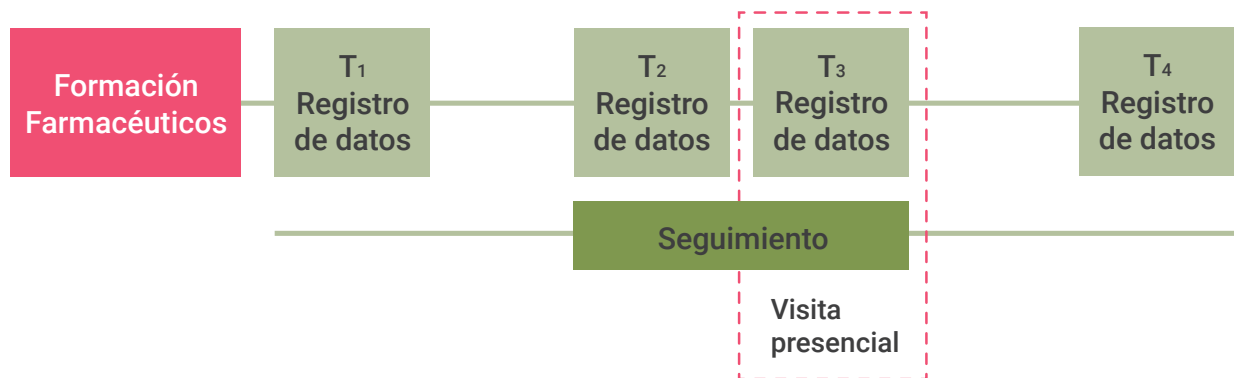 Formación
Farmacéuticos
T₁
Registro
de datos
T₂
Registro
de datos
T₃
Registro
de datos
T₄
Registro
de datos
Seguimiento
Visita
presencial